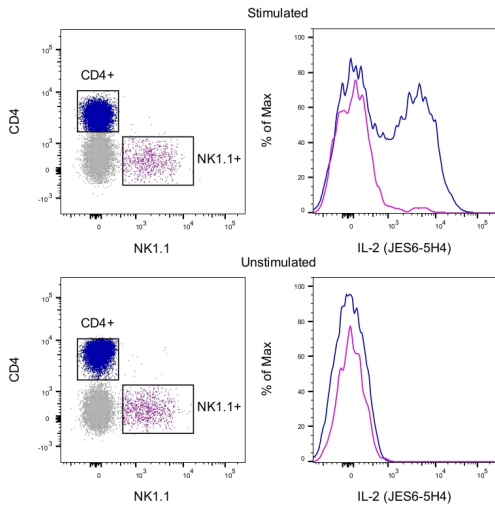 Stimulated
CD4+
NK1.1+
CD4
10^5
10^4
10^3
0
-10^3
0
10^3
10^4
10^5
NK1.1
% of Max
100
80
60
40
20
0
0
10^3
10^4
10^5
IL-2 (JES6-5H4)
Unstimulated
CD4+
NK1.1+
CD4
10^5
10^4
10^3
0
-10^3
0
10^3
10^4
10^5
NK1.1
% of Max
100
80
60
40
20
0
0
10^3
10^4
10^5
IL-2 (JES6-5H4)